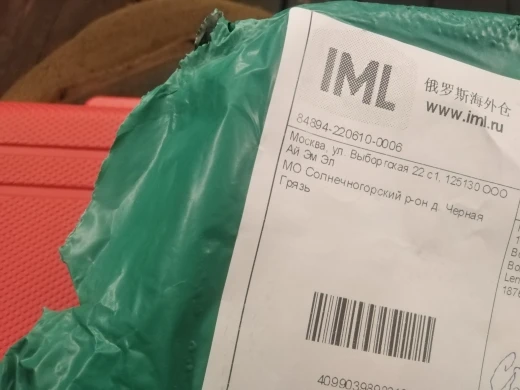 IML
俄罗斯海外仓
www.iml.ru
84894-220610-0006
Москва, ул. Выборгская 22 с1, 125130 ООО
Ай Эм Эл
МО Солнечногорский р-он д. Черная
Грязь